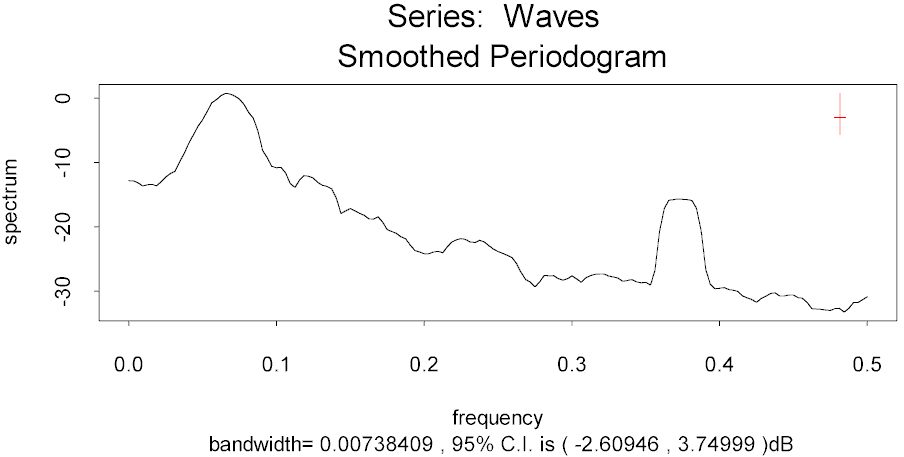 Series:  Waves
Smoothed Periodogram
spectrum
0
-10
-20
-30
0.0 0.1 0.2 0.3 0.4 0.5
frequency
bandwidth= 0.00738409 , 95% C.I. is ( -2.60946 , 3.74999 )dB